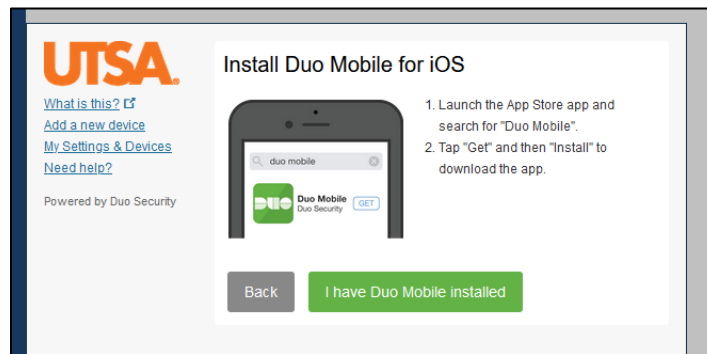 UTSA.
What is this?
Add a new device
My Settings & Devices
Need help?
Powered by Duo Security
Install Duo Mobile for iOS
duo mobile
DUO
Duo Mobile
Duo Security
GET
1. Launch the App Store app and
search for "Duo Mobile".
2. Tap "Get" and then "Install" to
download the app.
Back
I have Duo Mobile installed